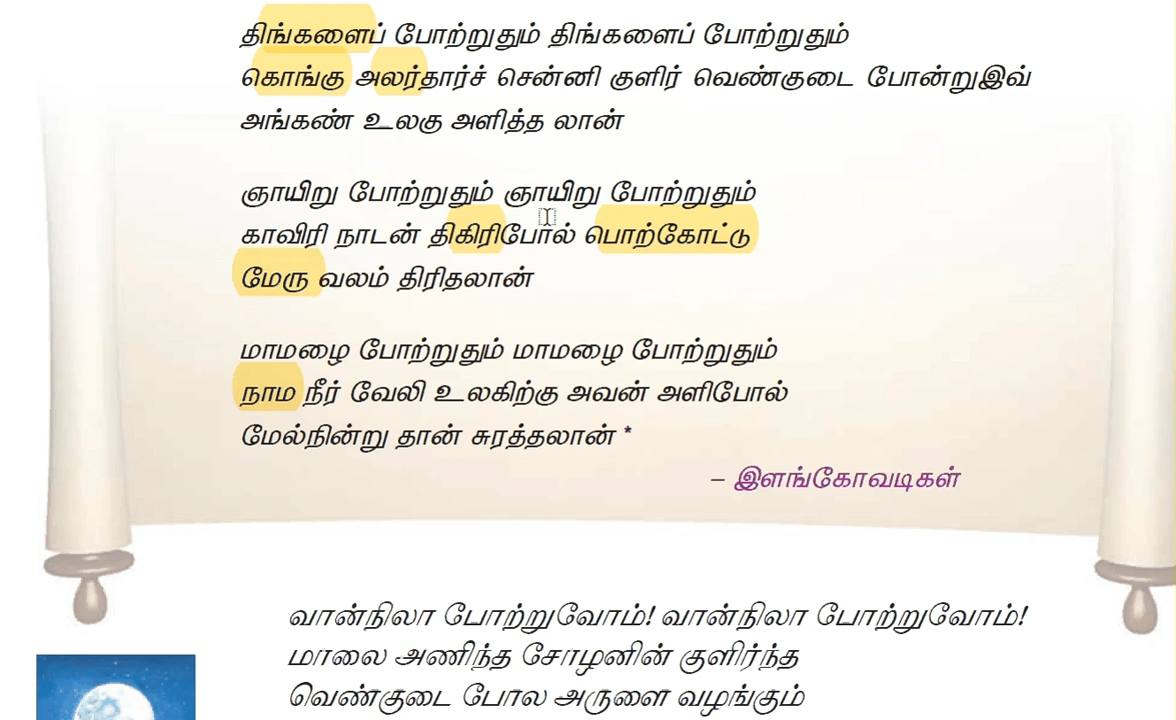 திங்களைப் போற்றுதும் திங்களைப் போற்றுதும்
கொங்கு அலர்தார்ச் சென்னி குளிர் வெண்குடை போன்றுஇவ்
அங்கண் உலகு அளித்த லான்
ஞாயிறு போற்றுதும் ஞாயிறு போற்றுதும்
காவிரி நாடன் திகிரிபோல் பொற்கோட்டு
மேரு வலம் திரிதலான்
மாமழை போற்றுதும் மாமழை போற்றுதும்
நாம நீர் வேலி உலகிற்கு அவன் அளிபோல்
மேல்நின்று தான் சுரத்தலான் *
– இளங்கோவடிகள்
வான்நிலா போற்றுவோம்! வான்நிலா போற்றுவோம்!
மாலை அணிந்த சோழனின் குளிர்ந்த
வெண்குடை போல அருளை வழங்கும்